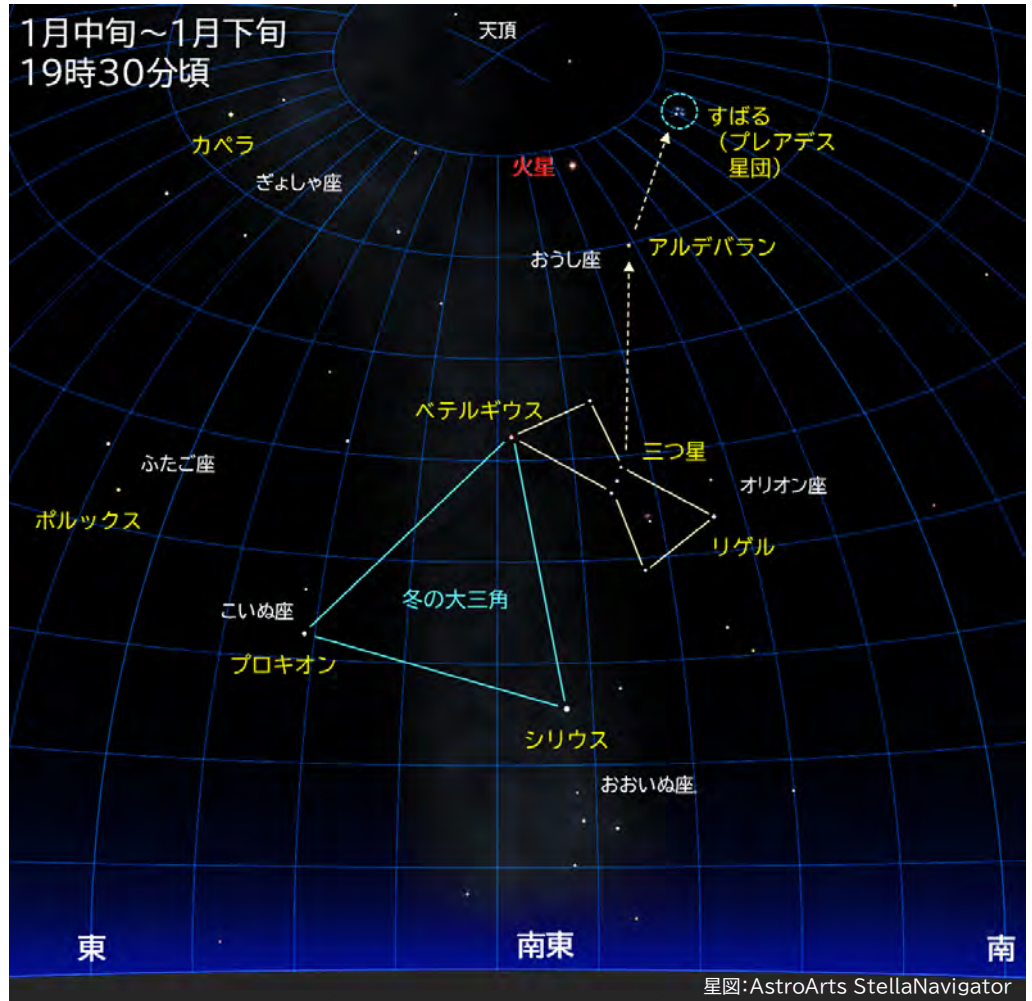 1月中旬～1月下旬
19時30分頃
天頂
すばる
(プレアデス
星団)
カペラ
火星
ぎょしゃ座
アルデバラン
おうし座
ベテルギウス
三つ星
ふたご座
オリオン座
ポルックス
リゲル
冬の大三角
こいぬ座
プロキオン
シリウス
おおいぬ座
東
南東
南
星図:AstroArts StellaNavigator